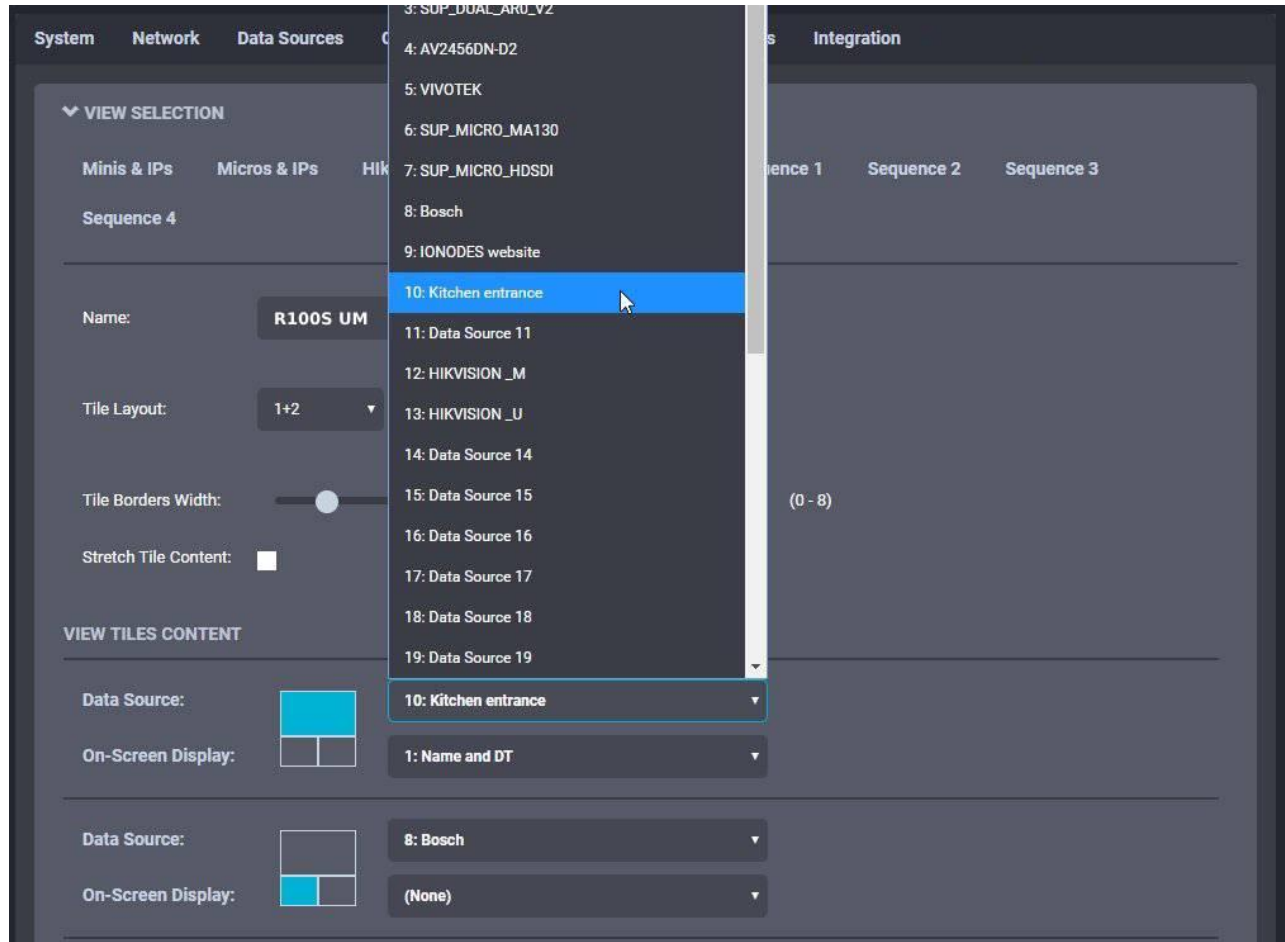 3: SUP_DUAL_AR0_V2
System Network Data Sources s Integration
4: AV2456DN-D2
5: VIVOTEK
VIEW SELECTION
6: SUP_MICRO_MA130
Minis & IPs Micros & IPs HIk 7: SUP_MICRO_HDSDI ence 1 Sequence 2 Sequence 3
Sequence 4 8: Bosch
9: IONODES website
10: Kitchen entrance
Name: R100S UM
11: Data Source 11
12: HIKVISION _M
Tile Layout: 1+2 13: HIKVISION _U
14: Data Source 14
Tile Borders Width: 15: Data Source 15 (0 - 8)
16: Data Source 16
Stretch Tile Content:
17: Data Source 17
18: Data Source 18
VIEW TILES CONTENT
19: Data Source 19
Data Source: 10: Kitchen entrance
On-Screen Display: 1: Name and DT
Data Source: 8: Bosch
On-Screen Display: (None)